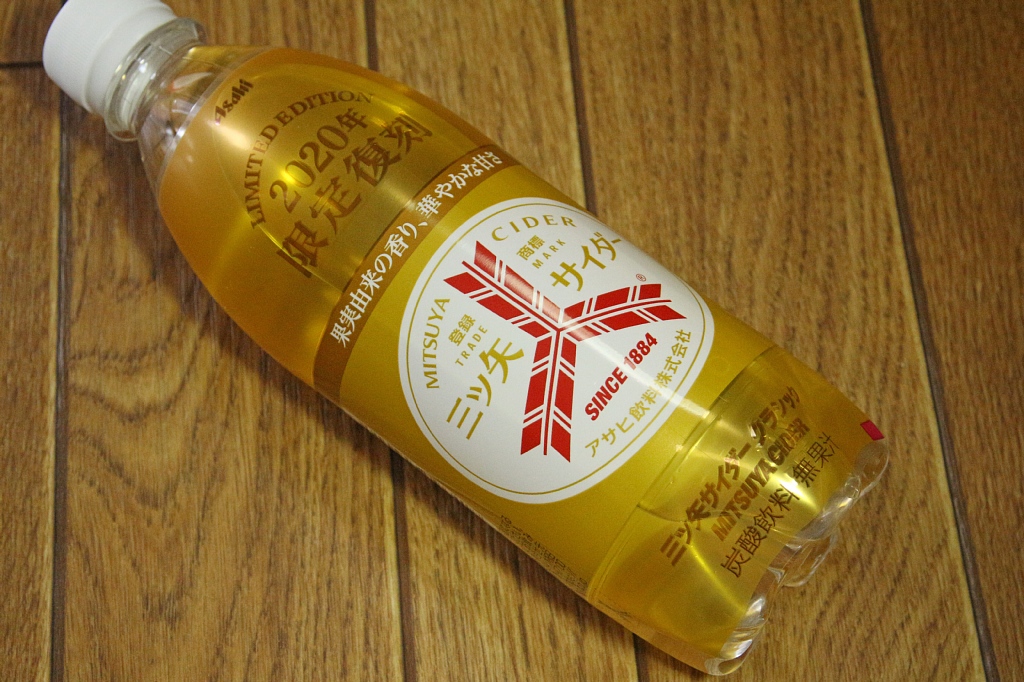 Asahi
LIMITED EDITION
2020年
限定復刻
果実由来の香り、華やかな甘さ
CIDER
商標
MARK
サイダー
MITSUYA
登録
TRADE
三ツ矢
®
SINCE 1884
アサヒ飲料株式会社
三ツ矢サイダー クラシック
MITSUYA CIDER
炭酸飲料 無果汁